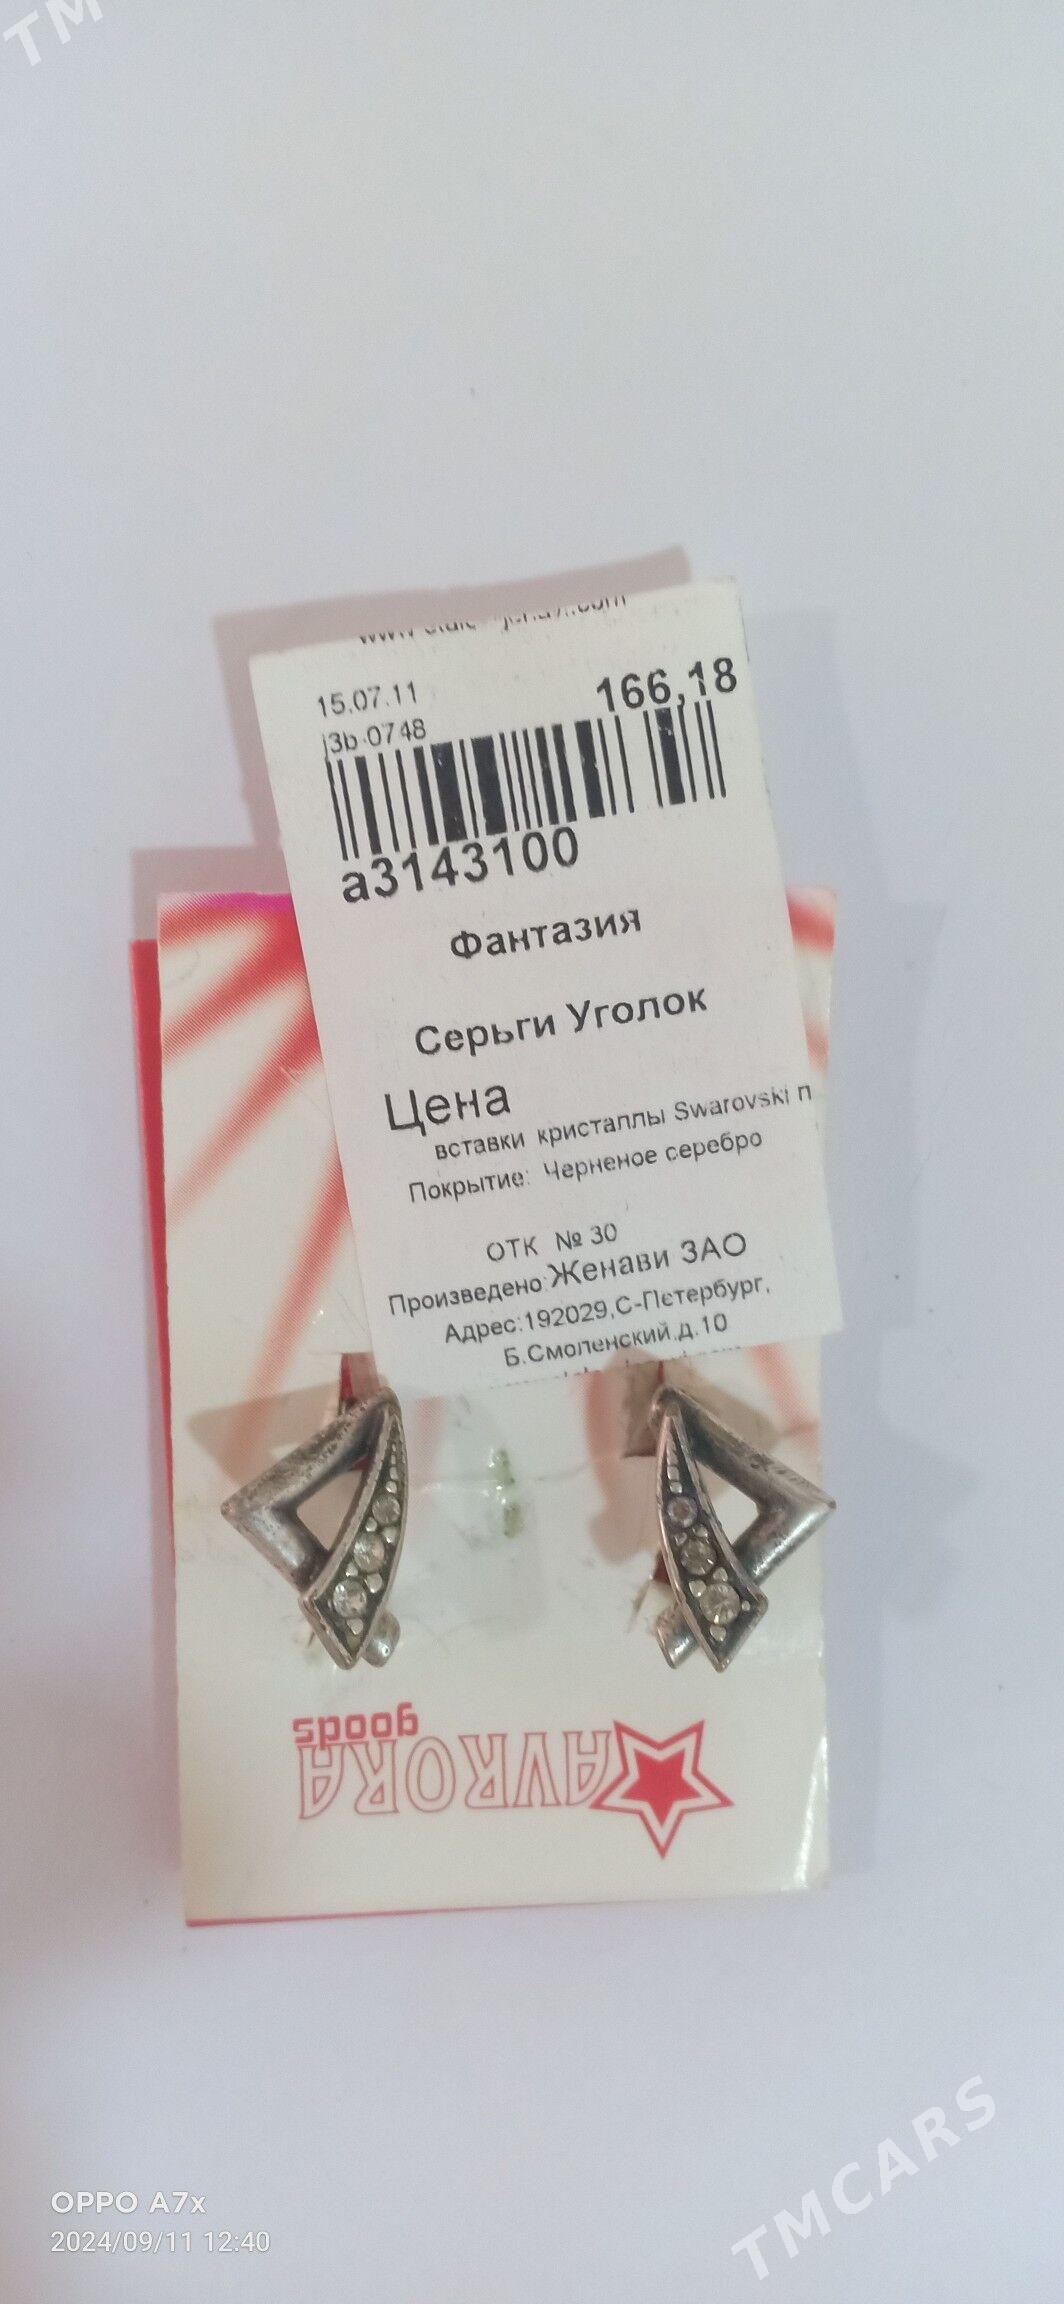 TM
15.07.11
166,18
j3b-0748
a3143100
Фантазия
Серьги Уголок
Цена
вставки кристаллы Swarovski п
Покрытие: Черненое серебро
ОТК № 30
Произведено:Женави ЗАО
Адрес:192029,С-Петербург,
Б.Смоленский,д.10
AVRORA
goods
OPPO A7x
2024/09/11 12:40
TMCARS